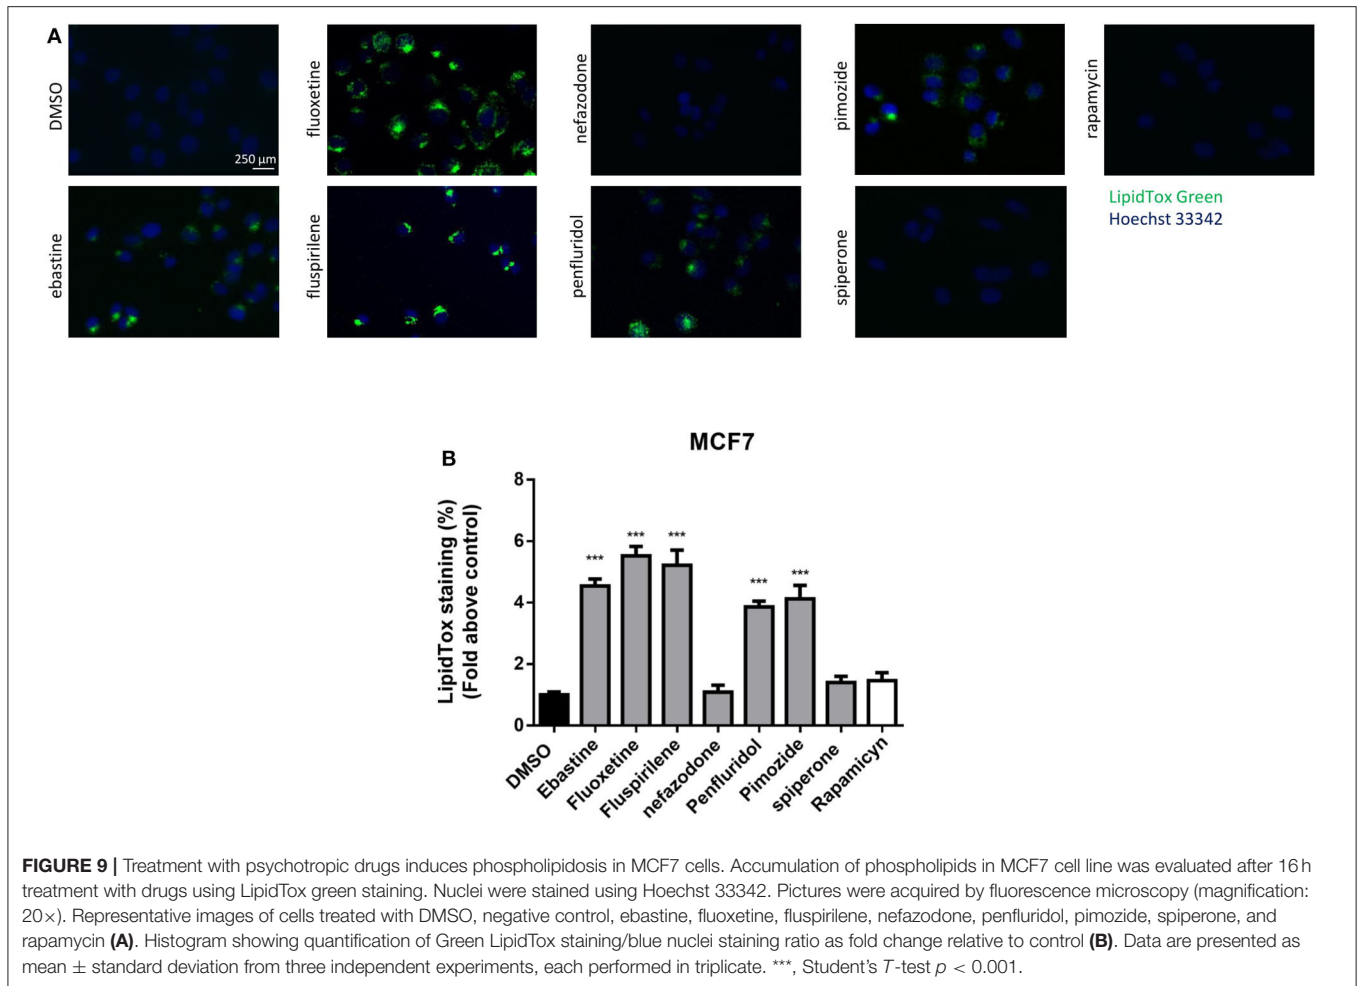 A
DMSO
250 µm
fluoxetine
nefazodone
pimozide
rapamycin
ebastine
fluspirilene
penfluridol
spiperone
LipidTox Green
Hoechst 33342
B
MCF7
LipidTox staining (%)
(Fold above control)
8
6
4
2
0
***
***
***
***
***
DMSO
Ebastine
Fluoxetine
Fluspirilene
nefazodone
Penfluridol
Pimozide
spiperone
Rapamicyn
FIGURE 9 | Treatment with psychotropic drugs induces phospholipidosis in MCF7 cells. Accumulation of phospholipids in MCF7 cell line was evaluated after 16 h
treatment with drugs using LipidTox green staining. Nuclei were stained using Hoechst 33342. Pictures were acquired by fluorescence microscopy (magnification:
20×). Representative images of cells treated with DMSO, negative control, ebastine, fluoxetine, fluspirilene, nefazodone, penfluridol, pimozide, spiperone, and
rapamycin (A). Histogram showing quantification of Green LipidTox staining/blue nuclei staining ratio as fold change relative to control (B). Data are presented as
mean ± standard deviation from three independent experiments, each performed in triplicate. ***, Student's T-test p < 0.001.